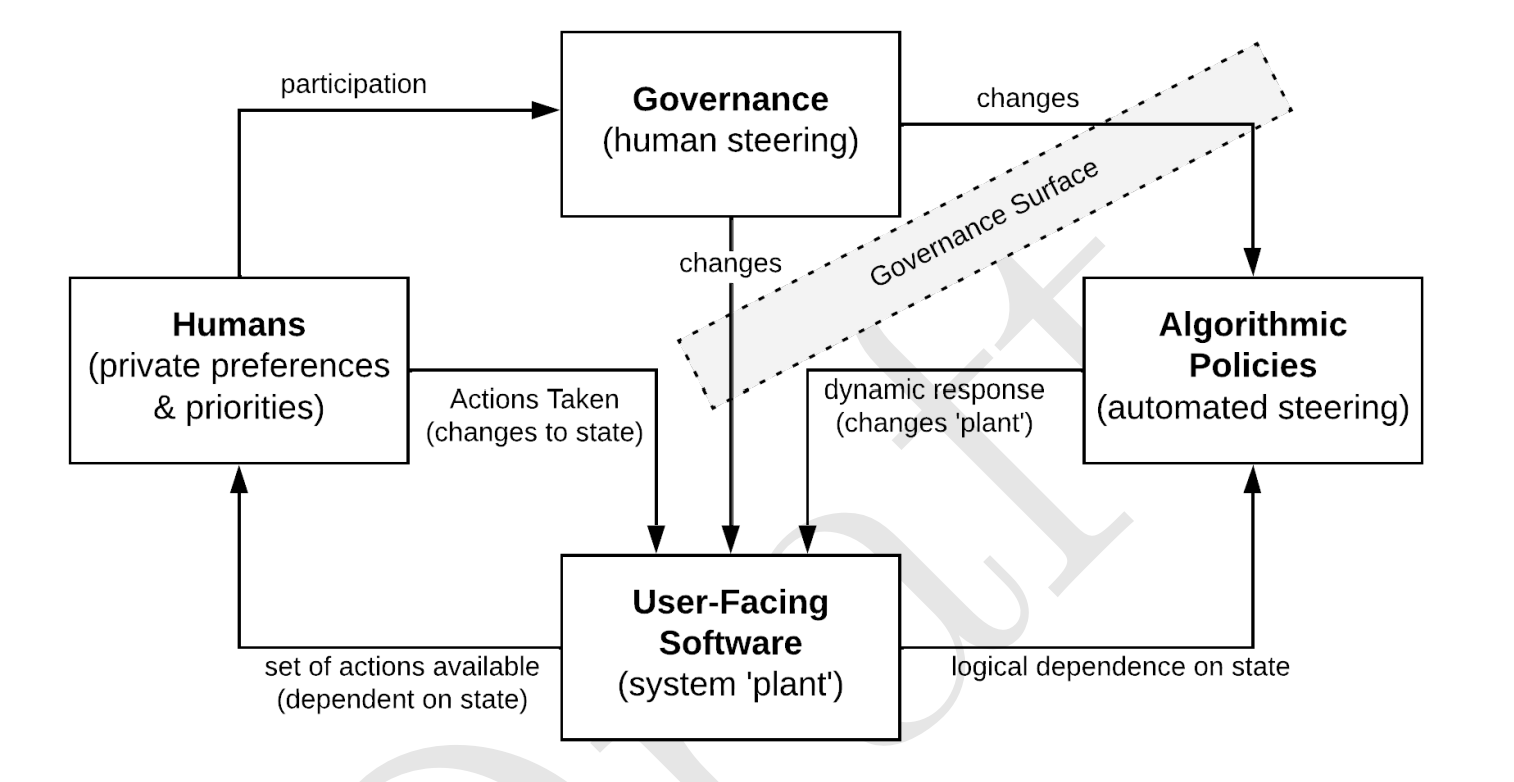 participation
Governance
(human steering)
changes
Governance Surface
changes
Humans
(private preferences
& priorities)
Algorithmic
Policies
(automated steering)
Actions Taken
(changes to state)
dynamic response
(changes 'plant')
User-Facing
Software
(system 'plant')
set of actions available
(dependent on state)
logical dependence on state